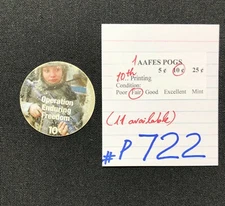 Operation
Enduring
Freedom
10
1 AAFES POGS
5 ¢ 10 ¢ 25 ¢
10th Printing
Condition:
Poor Fair Good Excellent Mint
(11 available)
#P722